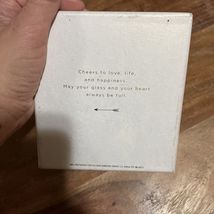 Cheers to love, life,
and happiness.
May your glass and your heart
always be full.